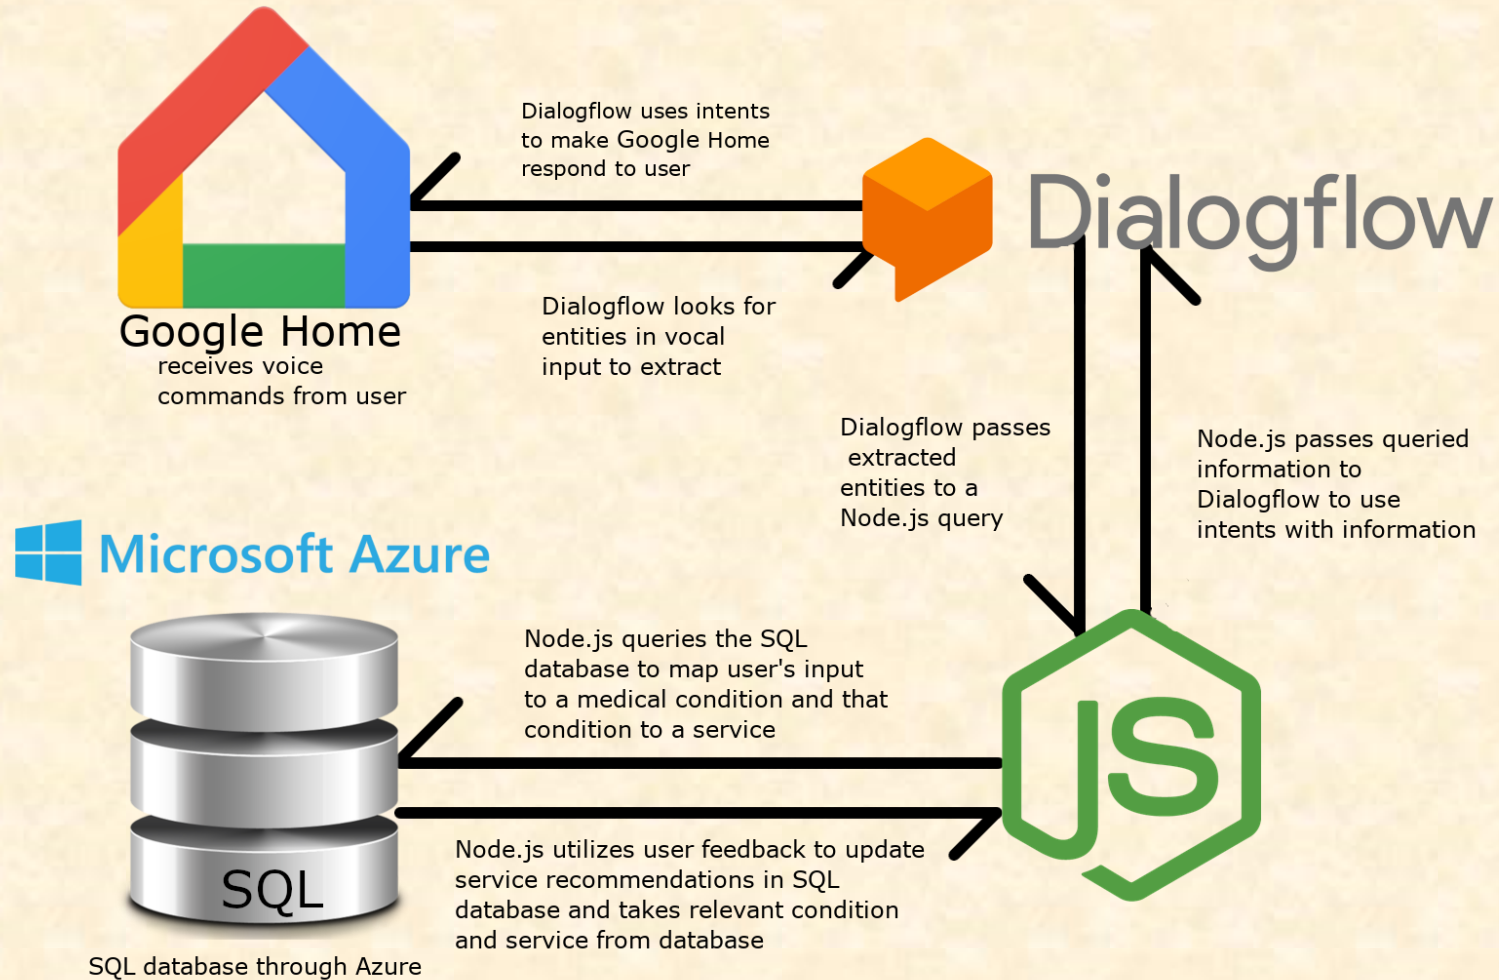 Dialogflow uses intents
to make Google Home
respond to user
Dialogflow
Google Home
receives voice
commands from user
Dialogflow looks for
entities in vocal
input to extract
Dialogflow passes
extracted
entities to a
Node.js query
Node.js passes queried
information to
Dialogflow to use
intents with information
Microsoft Azure
Node.js queries the SQL
database to map user's input
to a medical condition and that
condition to a service
JS
Node.js utilizes user feedback to update
service recommendations in SQL
database and takes relevant condition
and service from database
SQL
SQL database through Azure